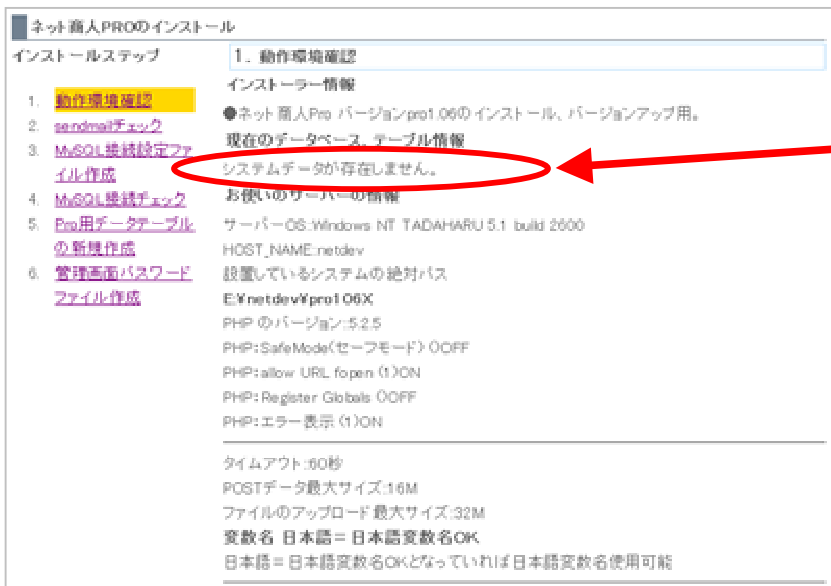 ネット商人PROのインストール
インストールステップ
1. 動作環境確認
2. sendmailチェック
3. MySQL接続設定ファ
イル作成
4. MySQL接続チェック
5. Pro用データテーブル
の新規作成
6. 管理画面パスワード
ファイル作成
1. 動作環境確認
インストーラー情報
●ネット商人Pro バージョンpro1.06のインストール、バージョンアップ用。
現在のデータベース、テーブル情報
システムデータが存在しません。
お使いのサーバーの情報
サーバーOS:Windows NT TADAHARU 5.1 build 2600
HOST_NAME:netdev
設置しているシステムの絶対パス
E:¥netdev¥pro106X
PHP のバージョン:5.2.5
PHP:SafeMode(セーフモード) ()OFF
PHP:allow URL fopen (1)ON
PHP:Register Globals ()OFF
PHP:エラー表示 (1)ON
タイムアウト:60秒
POSTデータ最大サイズ:16M
ファイルのアップロード最大サイズ:32M
変数名 日本語= 日本語変数名OK
日本語= 日本語変数名OKとなっていれば日本語変数名使用可能